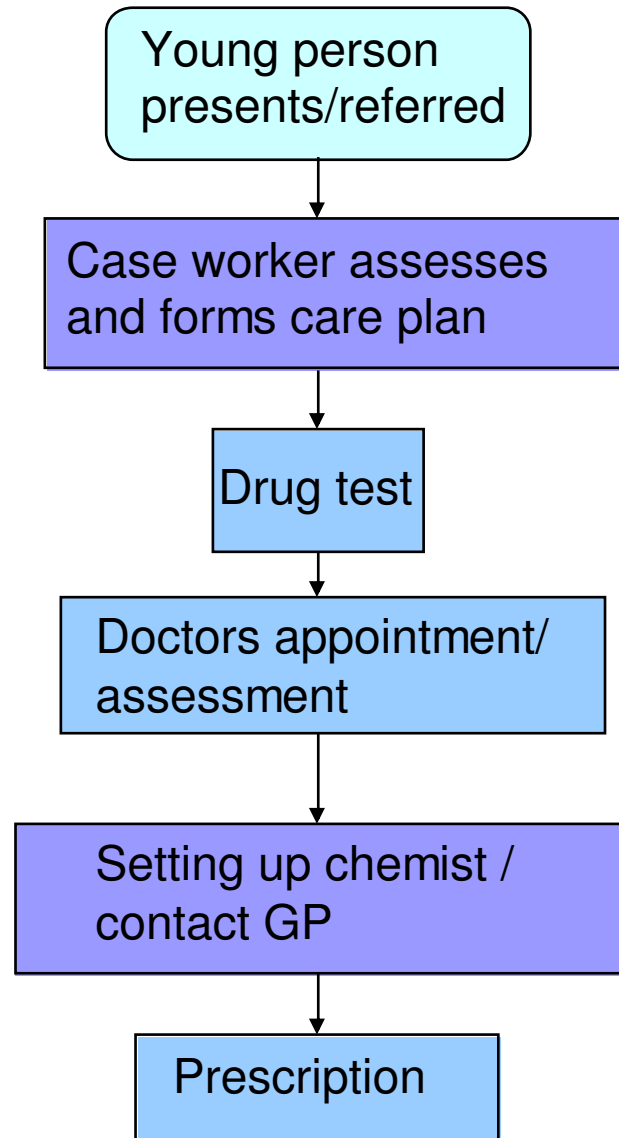 Young person
presents/referred
Case worker assesses
and forms care plan
Drug test
Doctors appointment/
assessment
Setting up chemist /
contact GP
Prescription